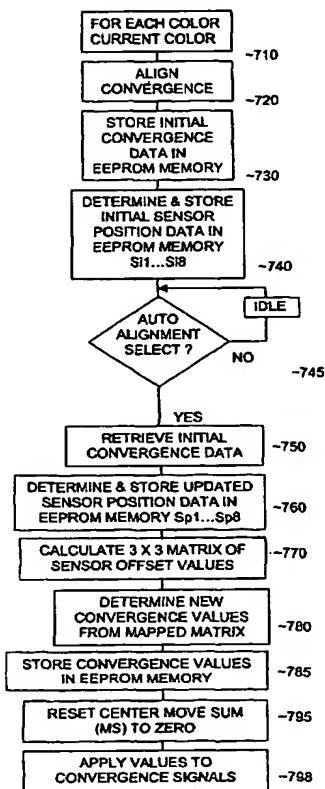 FOR EACH COLOR
CURRENT COLOR
~710
ALIGN
CONVERGENCE
~720
STORE INITIAL
CONVERGENCE
DATA IN
EEPROM MEMORY
~730
DETERMINE & STORE
INITIAL SENSOR
POSITION DATA IN
EEPROM MEMORY
Si1...Si8
~740
IDLE
AUTO
ALIGNMENT
SELECT ?
NO
~745
YES
RETRIEVE INITIAL
CONVERGENCE DATA
~750
DETERMINE & STORE UPDATED
SENSOR POSITION DATA IN
EEPROM MEMORY Sp1...Sp8
~760
CALCULATE 3 X 3 MATRIX OF
SENSOR OFFSET VALUES
~770
DETERMINE NEW
CONVERGENCE VALUES
FROM MAPPED MATRIX
~780
STORE CONVERGENCE VALUES
IN EEPROM MEMORY
~785
RESET CENTER MOVE SUM
(MS) TO ZERO
~795
APPLY VALUES TO
CONVERGENCE SIGNALS
~798